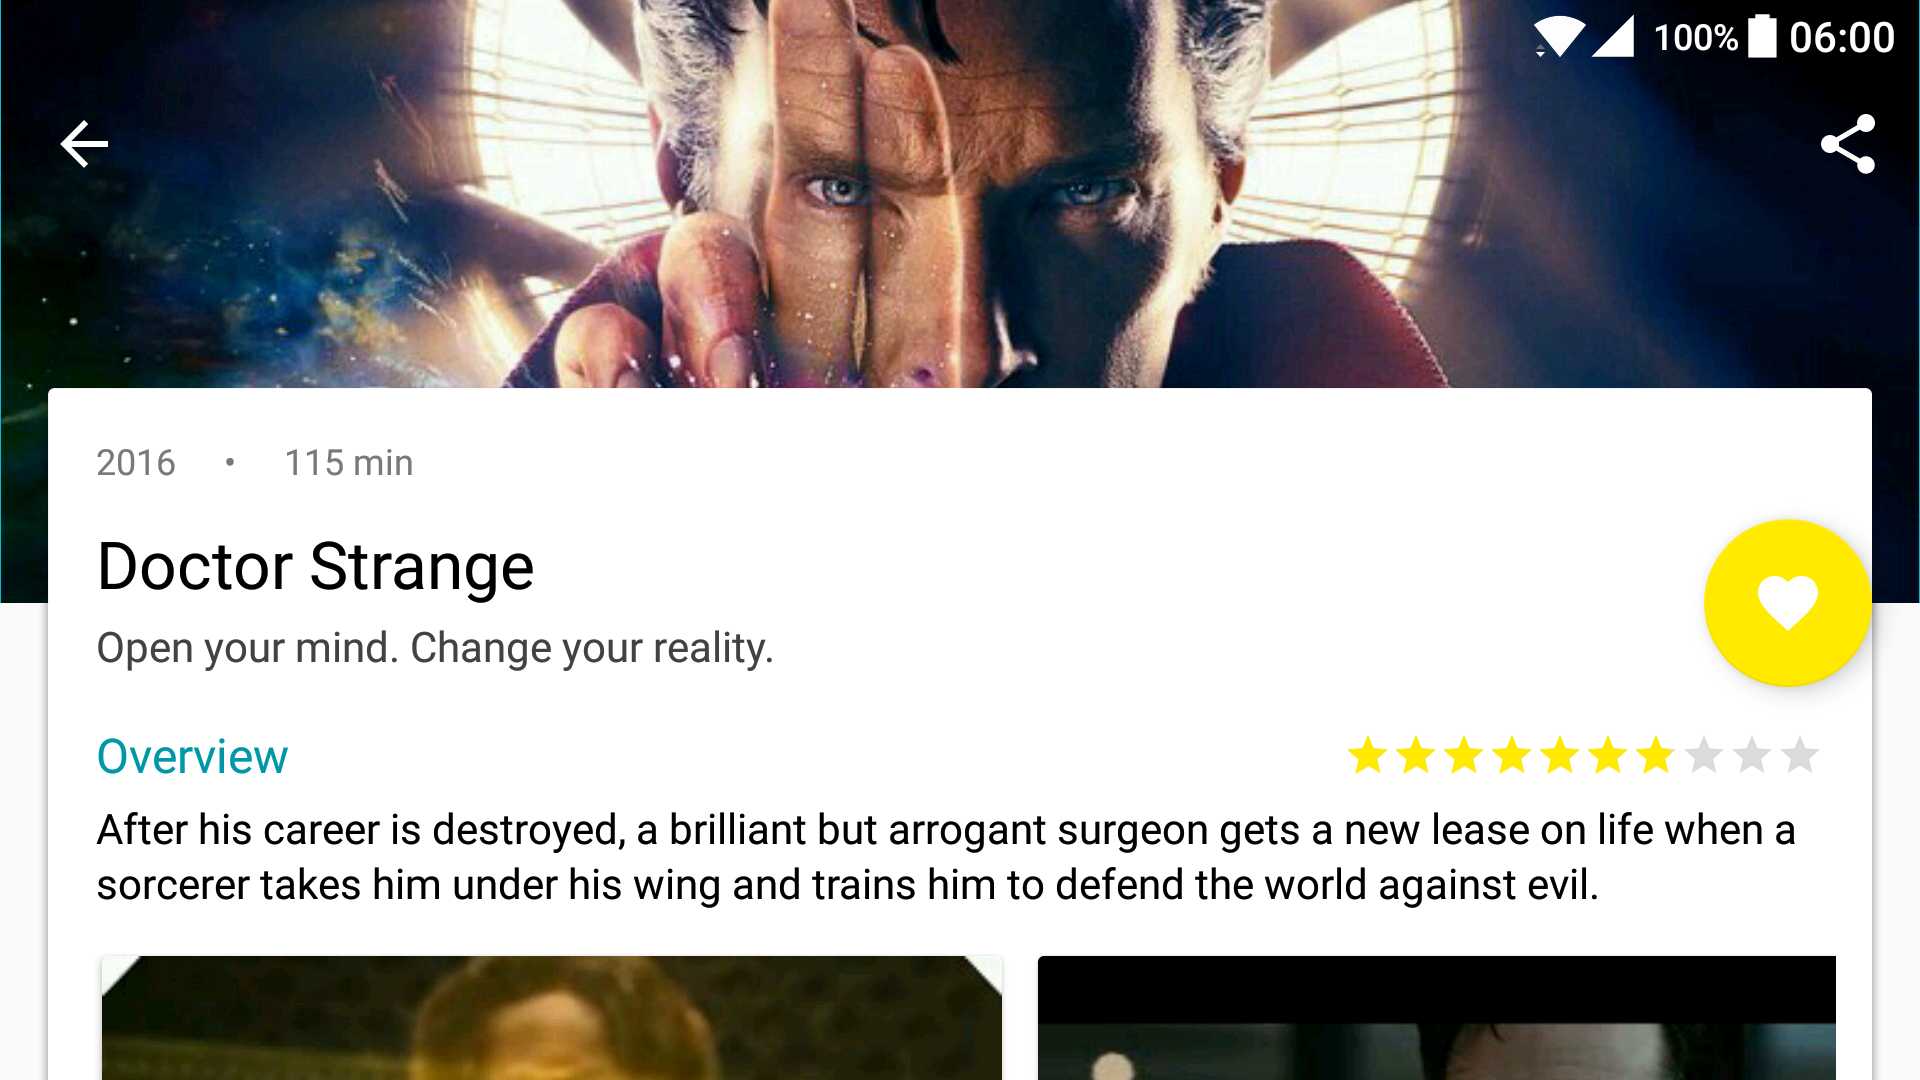 100% 06:00
2016 • 115 min
Doctor Strange
Open your mind. Change your reality.
Overview
After his career is destroyed, a brilliant but arrogant surgeon gets a new lease on life when a
sorcerer takes him under his wing and trains him to defend the world against evil.